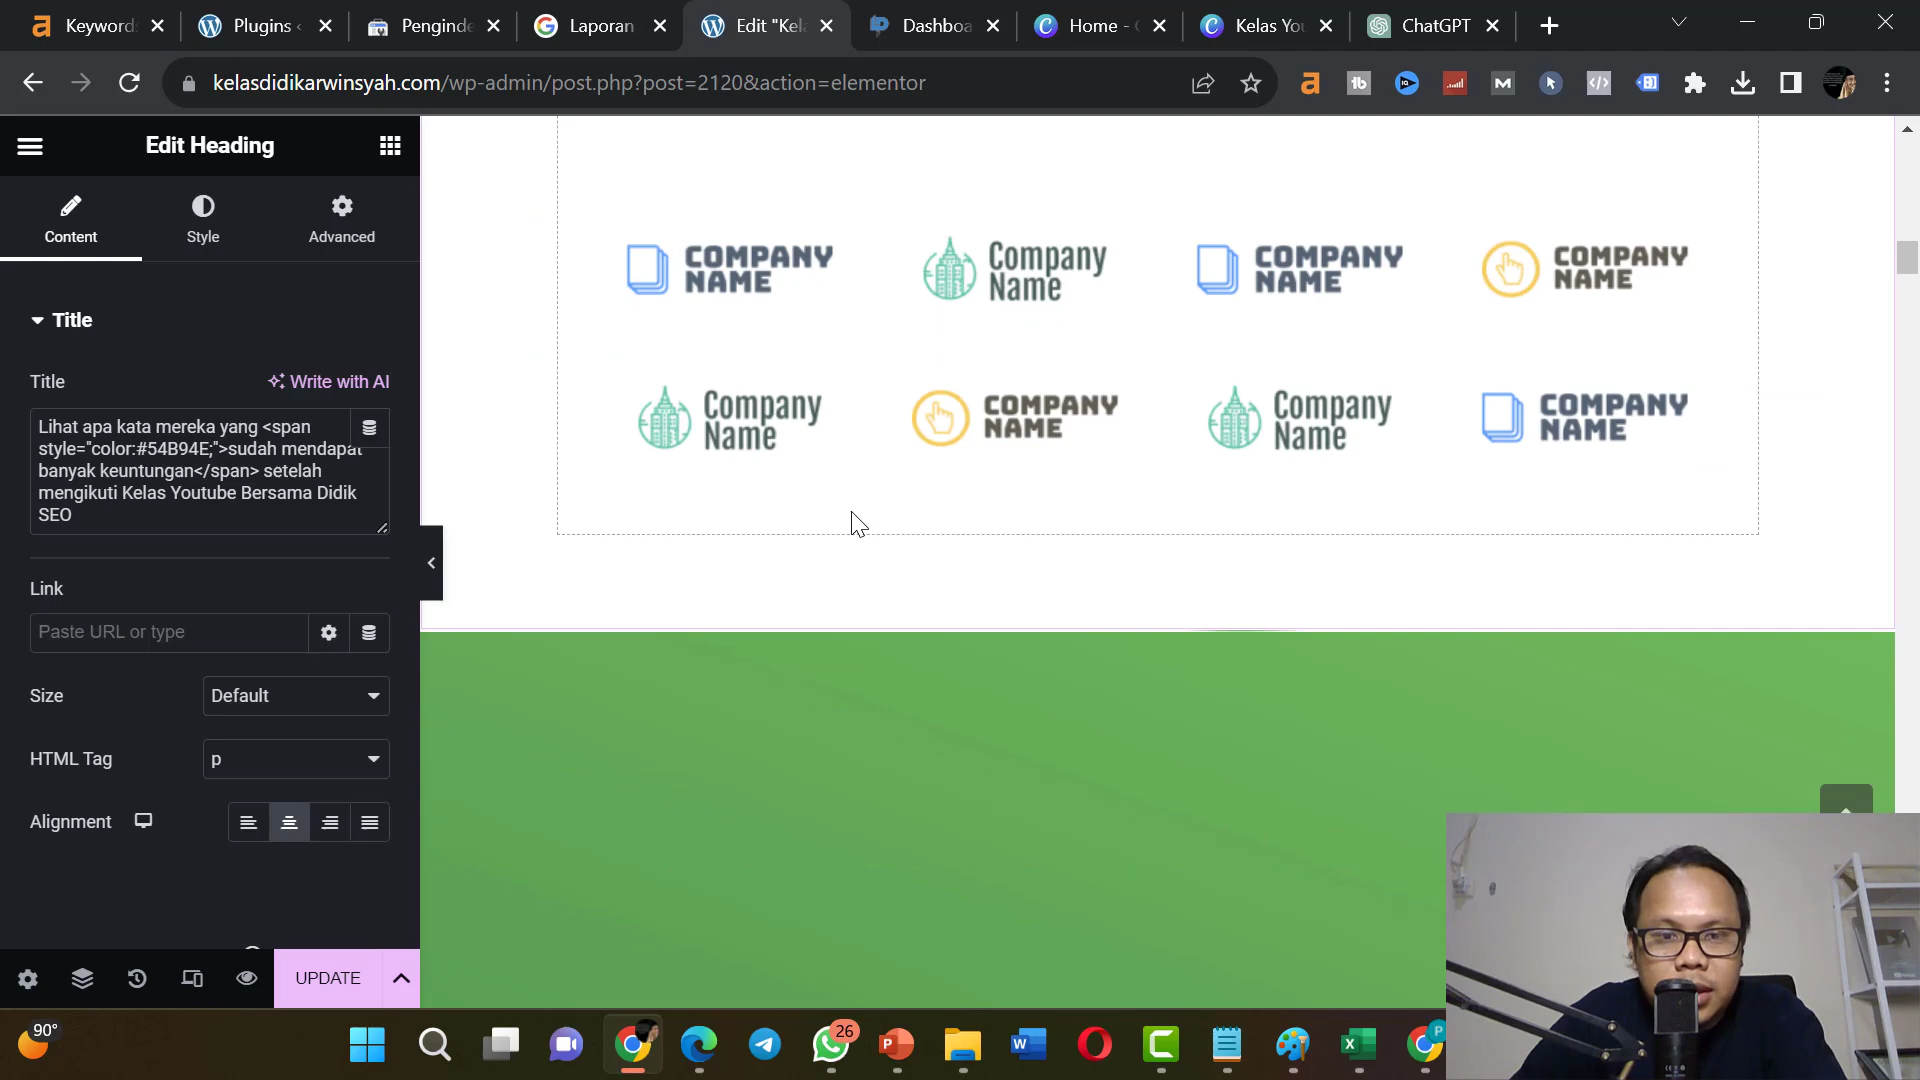 Keyword
Plugins
Penginde
Laporan
Edit "Kel
Dashboa
Home -
Kelas Yo
ChatGPT
kelasdidikarwinsyah.com/wp-admin/post.php?post=2120&action=elementor
Edit Heading
Content
Style
Advanced
Title
Title
Write with AI
Lihat apa kata mereka yang <span
style="color:#54B94E;">sudah mendapat
banyak keuntungan</span> setelah
mengikuti Kelas Youtube Bersama Didik
SEO
Link
Paste URL or type
Size
Default
HTML Tag
p
Alignment
UPDATE
COMPANY
NAME
Company
Name
COMPANY
NAME
COMPANY
NAME
Company
Name
COMPANY
NAME
Company
Name
COMPANY
NAME
90°
26